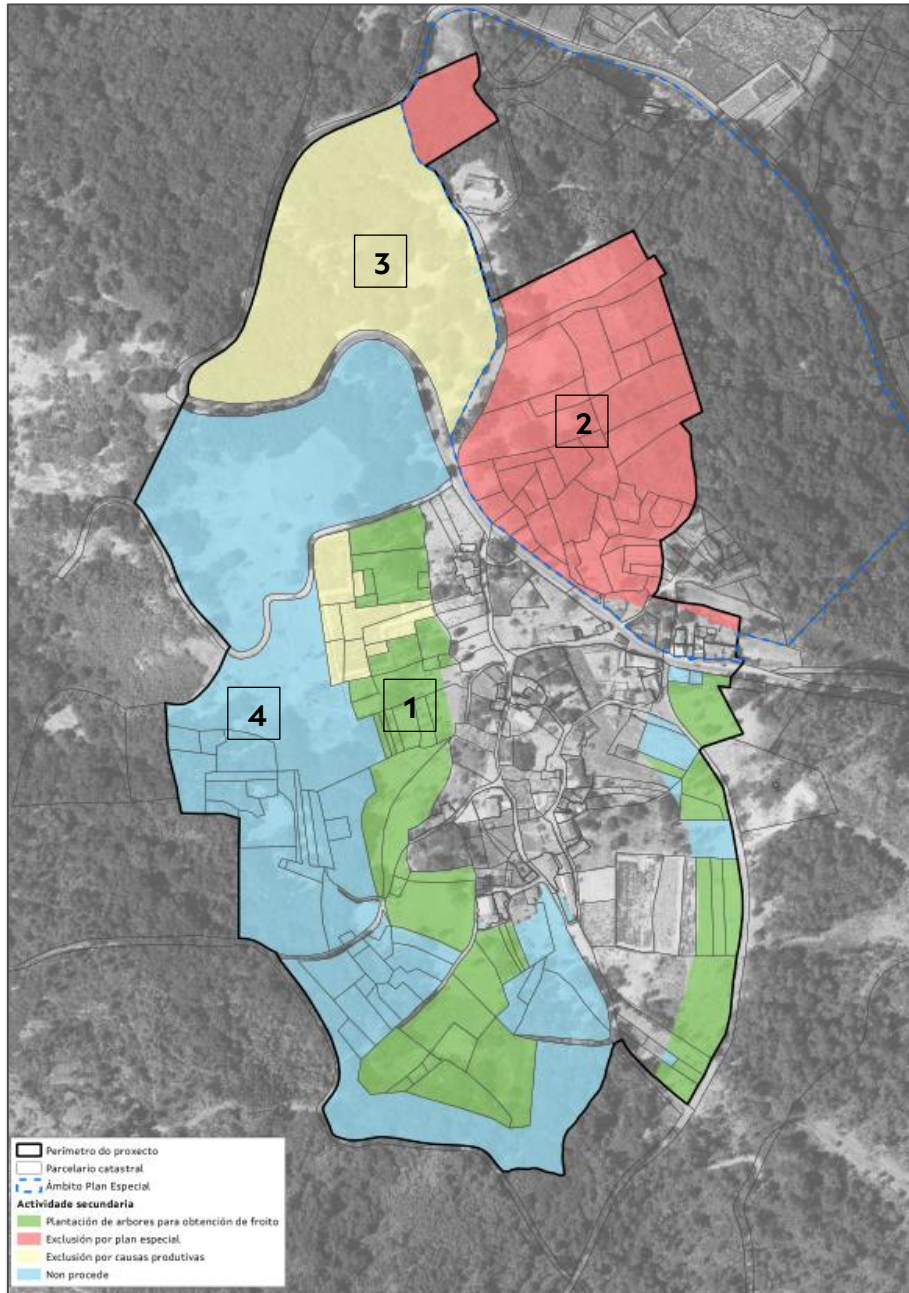 3
2
1
4
Perímetro do proxecto
Parcelario catastral
Ámbito Plan Especial
Actividade secundaria
Plantación de arbores para obtención de froito
Exclusión por plan especial
Exclusión por causas produtivas
Non procede